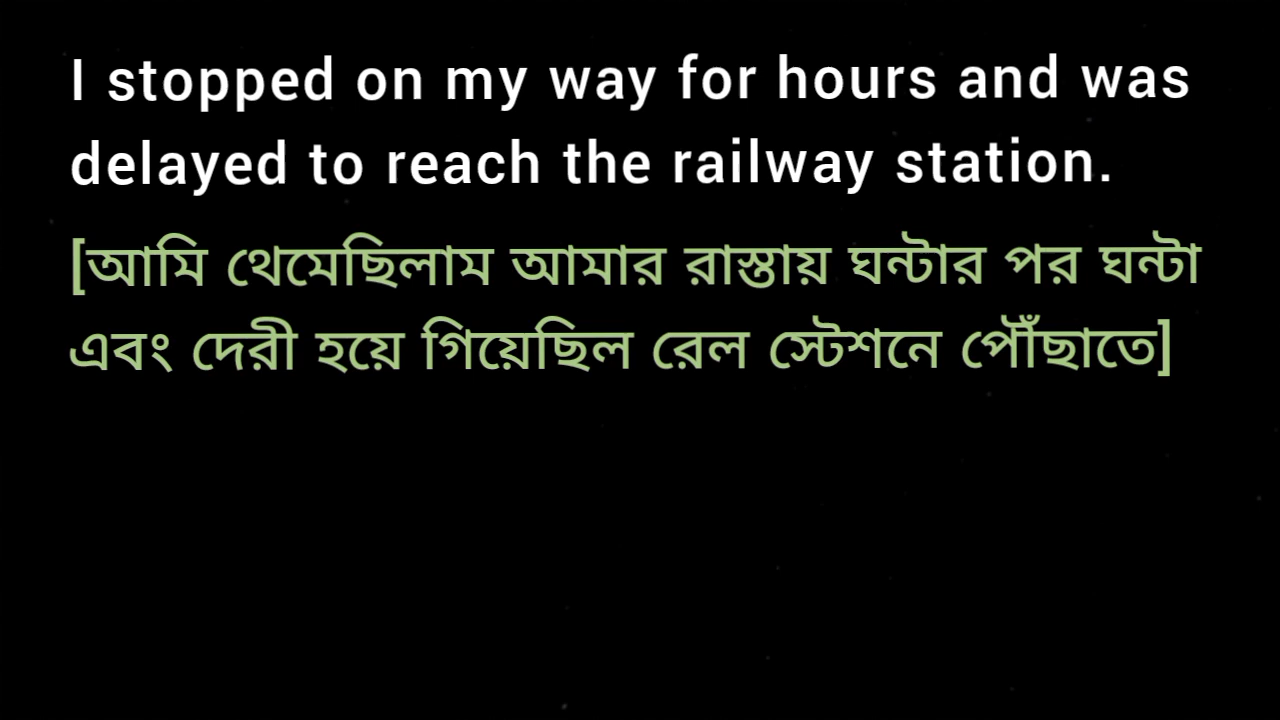 I stopped on my way for hours and was
delayed to reach the railway station.
[আমি থেমেছিলাম আমার রাস্তায় ঘন্টার পর ঘন্টা
এবং দেরী হয়ে গিয়েছিল রেল স্টেশনে পৌঁছাতে]